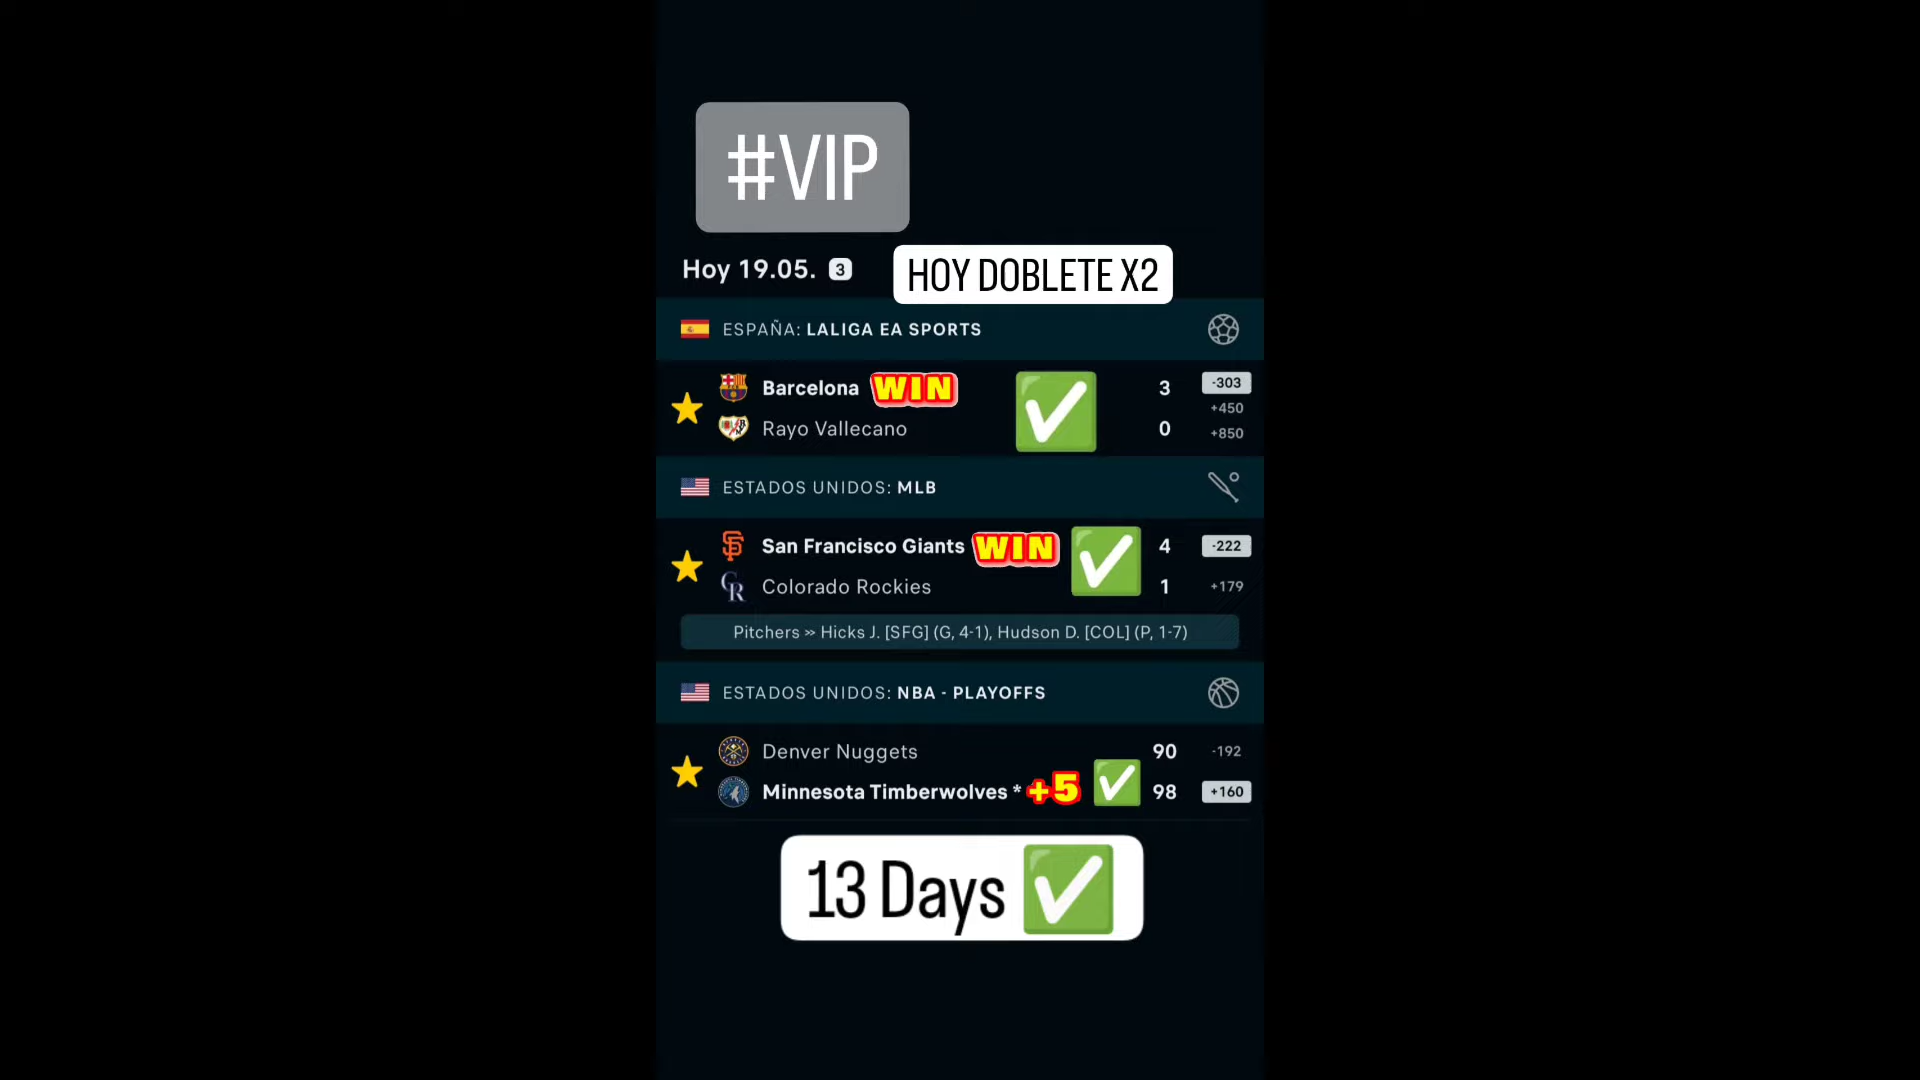 #VIP
Hoy 19.05. 3
HOY DOBLETE X2
ESPAÑA: LALIGA EA SPORTS
Barcelona WIN 3 -303
+450
Rayo Vallecano 0 +850
ESTADOS UNIDOS: MLB
San Francisco Giants WIN 4 -222
Colorado Rockies 1 +179
Pitchers » Hicks J. [SFG] (G, 4-1), Hudson D. [COL] (P, 1-7)
ESTADOS UNIDOS: NBA - PLAYOFFS
Denver Nuggets 90 -192
Minnesota Timberwolves * +5 98 +160
13 Days